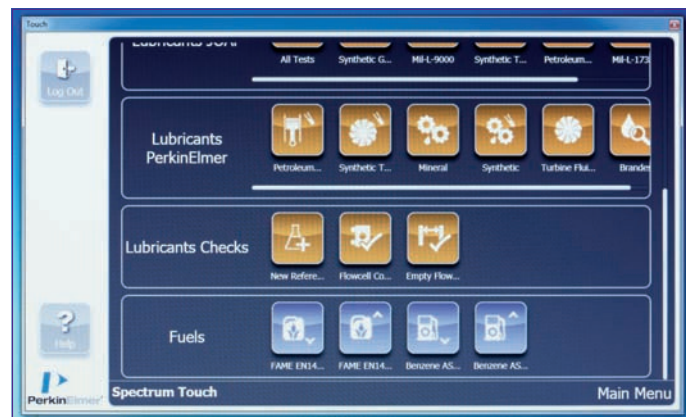 Touch
Log Out
Lubricants JOAP
All Tests Synthetic G... Mil-L-9000 Synthetic T... Petroleum... Mil-L-173
Lubricants
PerkinElmer
Petroleum... Synthetic T... Mineral Synthetic Turbine Flui... Brandes
Lubricants Checks
New Refere... Flowcell Co... Empty Flow...
Fuels
FAME EN14... FAME EN14... Benzene AS... Benzene AS...
Help
PerkinElmer
Spectrum Touch
Main Menu